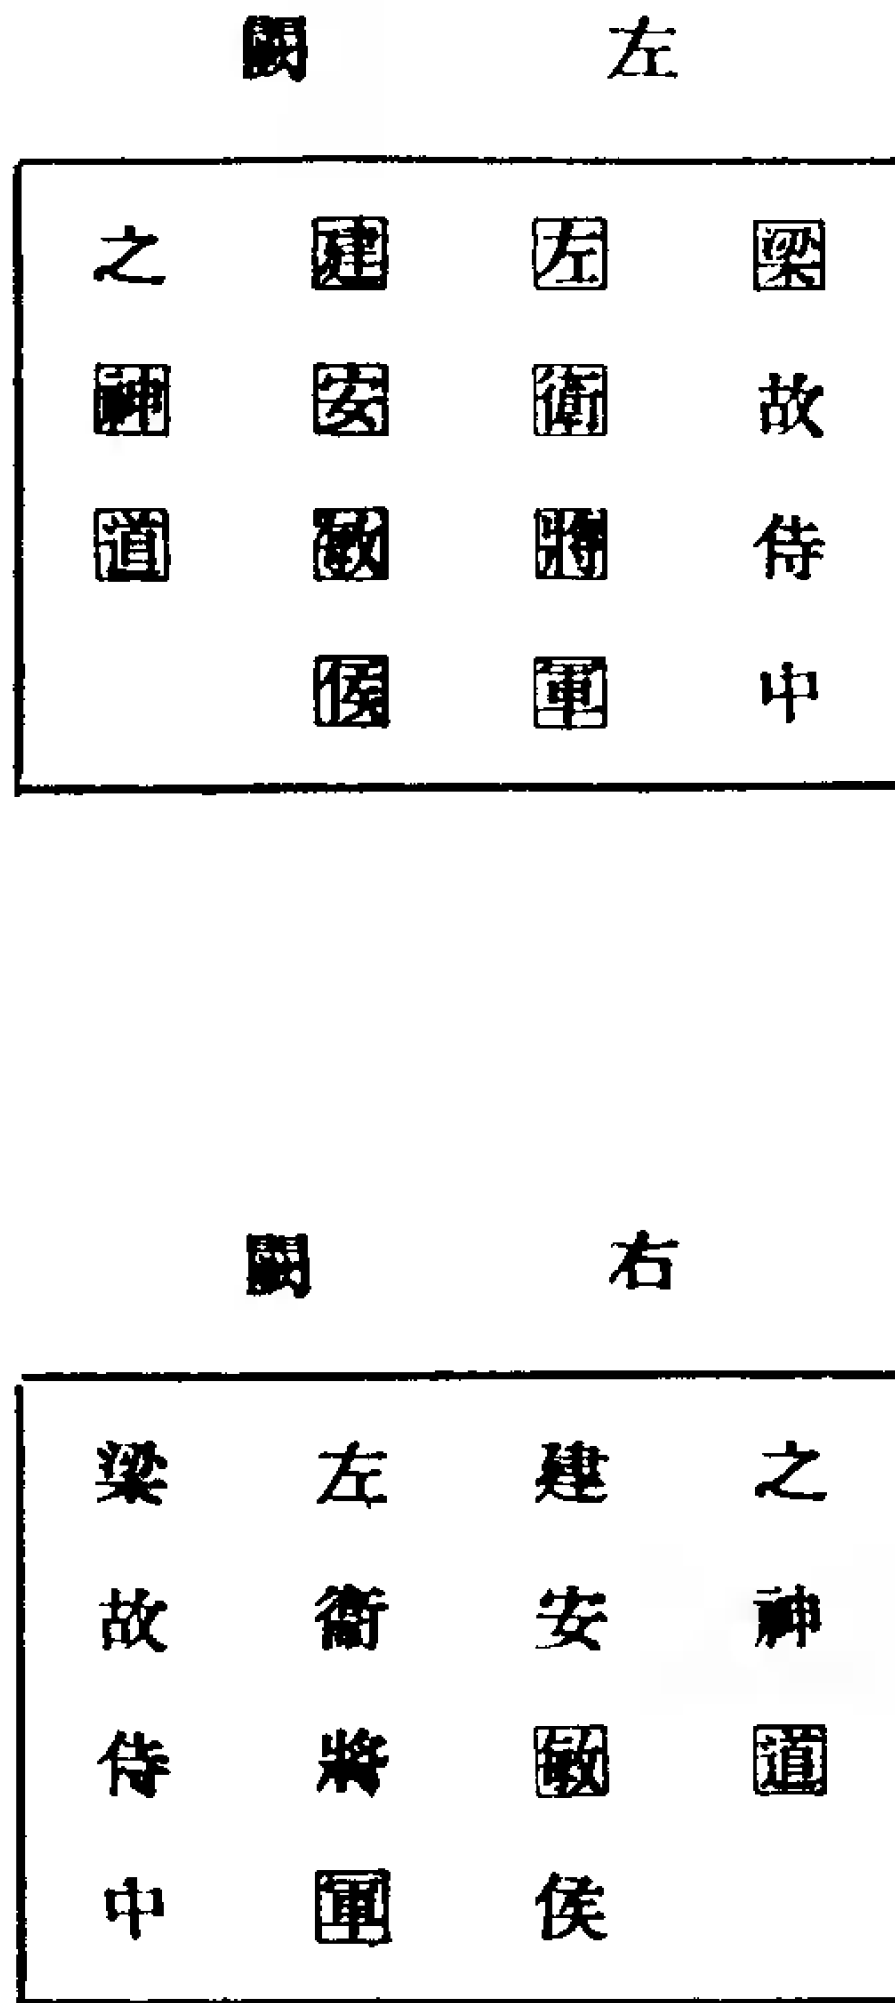 左闕
梁故侍中
左衛將軍
建安敏侯
之神道
右闕
之神道
建安敏侯
左衛將軍
梁故侍中